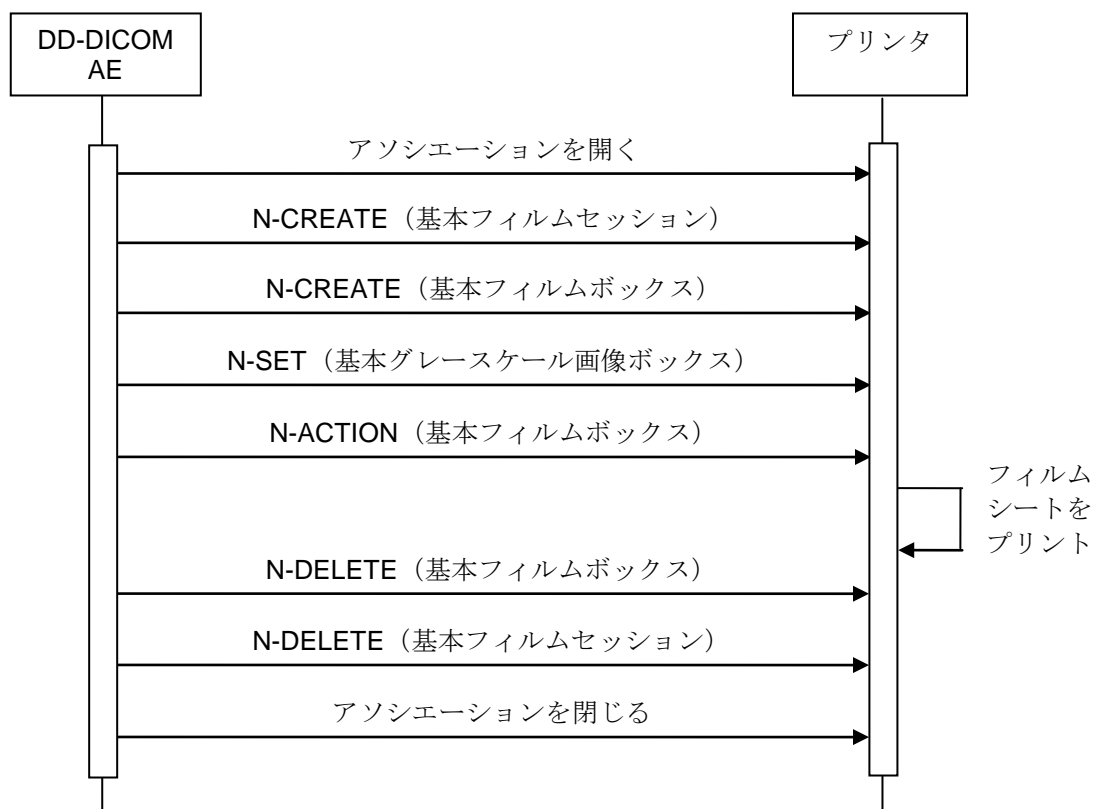 DD-DICOM
AE
プリンタ
アソシエーションを開く
N-CREATE（基本フィルムセッション）
N-CREATE（基本フィルムボックス）
N-SET（基本グレースケール画像ボックス）
N-ACTION（基本フィルムボックス）
フィルム
シートを
プリント
N-DELETE（基本フィルムボックス）
N-DELETE（基本フィルムセッション）
アソシエーションを閉じる